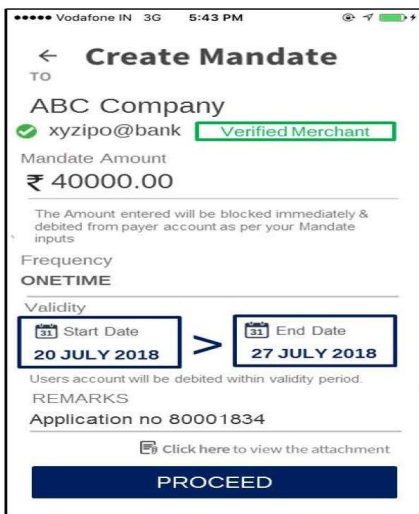 Vodafone IN 3G 5:43 PM
Create Mandate
TO
ABC Company
xyzipo@bank Verified Merchant
Mandate Amount
₹ 40000.00
The Amount entered will be blocked immediately &
debited from payer account as per your Mandate
inputs
Frequency
ONETIME
Validity
31 Start Date > 31 End Date
20 JULY 2018 27 JULY 2018
Users account will be debited within validity period.
REMARKS
Application no 80001834
Click here to view the attachment
PROCEED